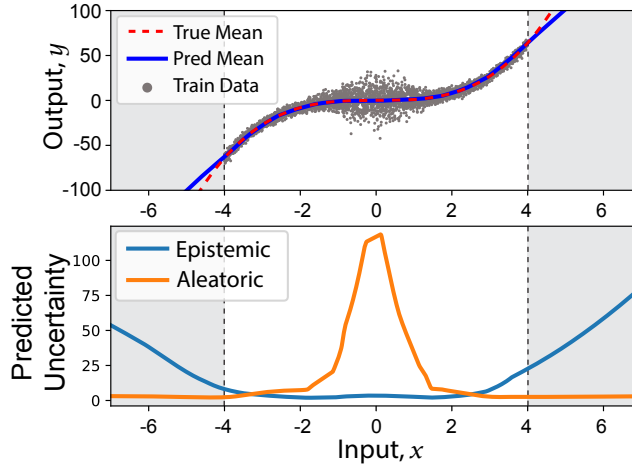 100
50
0
-50
-100
Output, y
True Mean
Pred Mean
Train Data
-6 -4 -2 0 2 4 6
100
75
50
25
0
Predicted
Uncertainty
Epistemic
Aleatoric
-6 -4 -2 0 2 4 6
Input, x